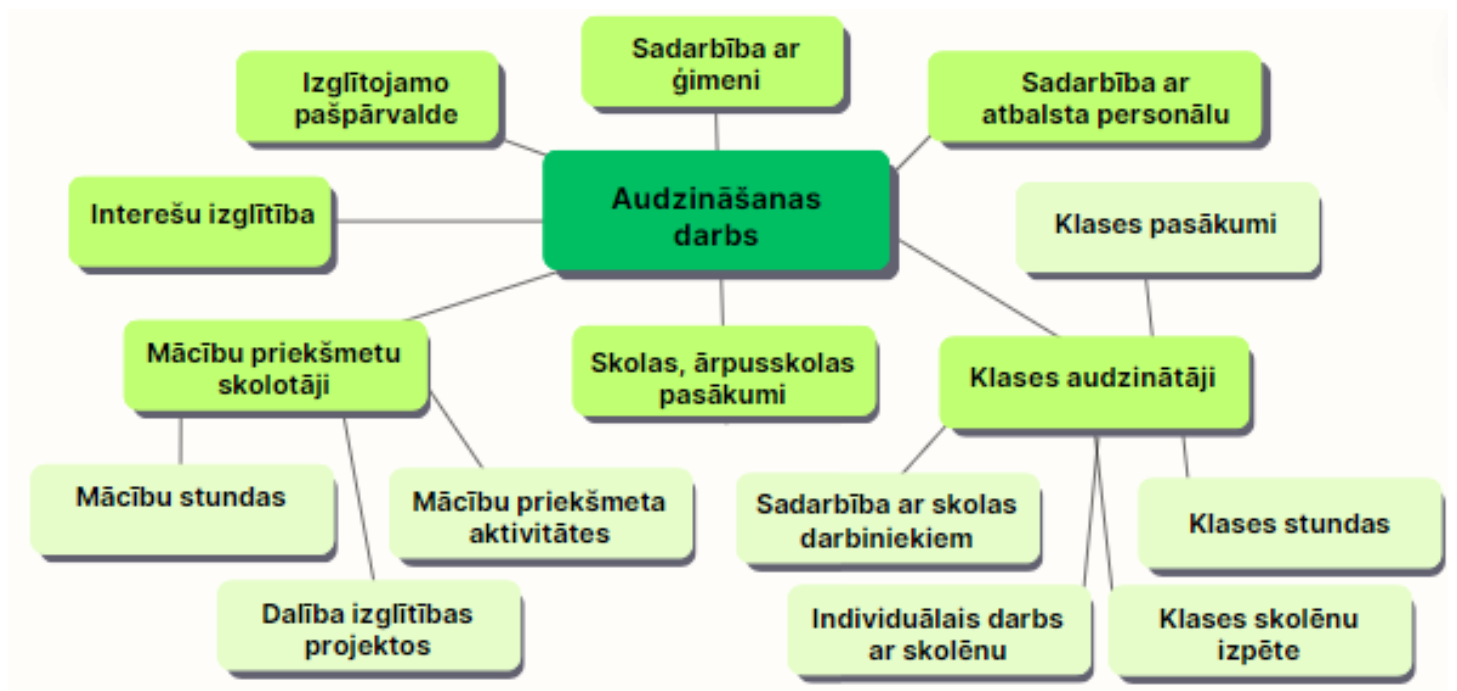 Sadarbība ar
ģimeni
Izglītojamo
pašpārvalde
Sadarbība ar
atbalsta personālu
Audzināšanas
darbs
Interešu izglītība
Klases pasākumi
Mācību priekšmetu
skolotāji
Skolas, ārpusskolas
pasākumi
Klases audzinātāji
Mācību stundas
Mācību priekšmeta
aktivitātes
Sadarbība ar skolas
darbiniekiem
Klases stundas
Dalība izglītības
projektos
Individuālais darbs
ar skolēnu
Klases skolēnu
izpēte